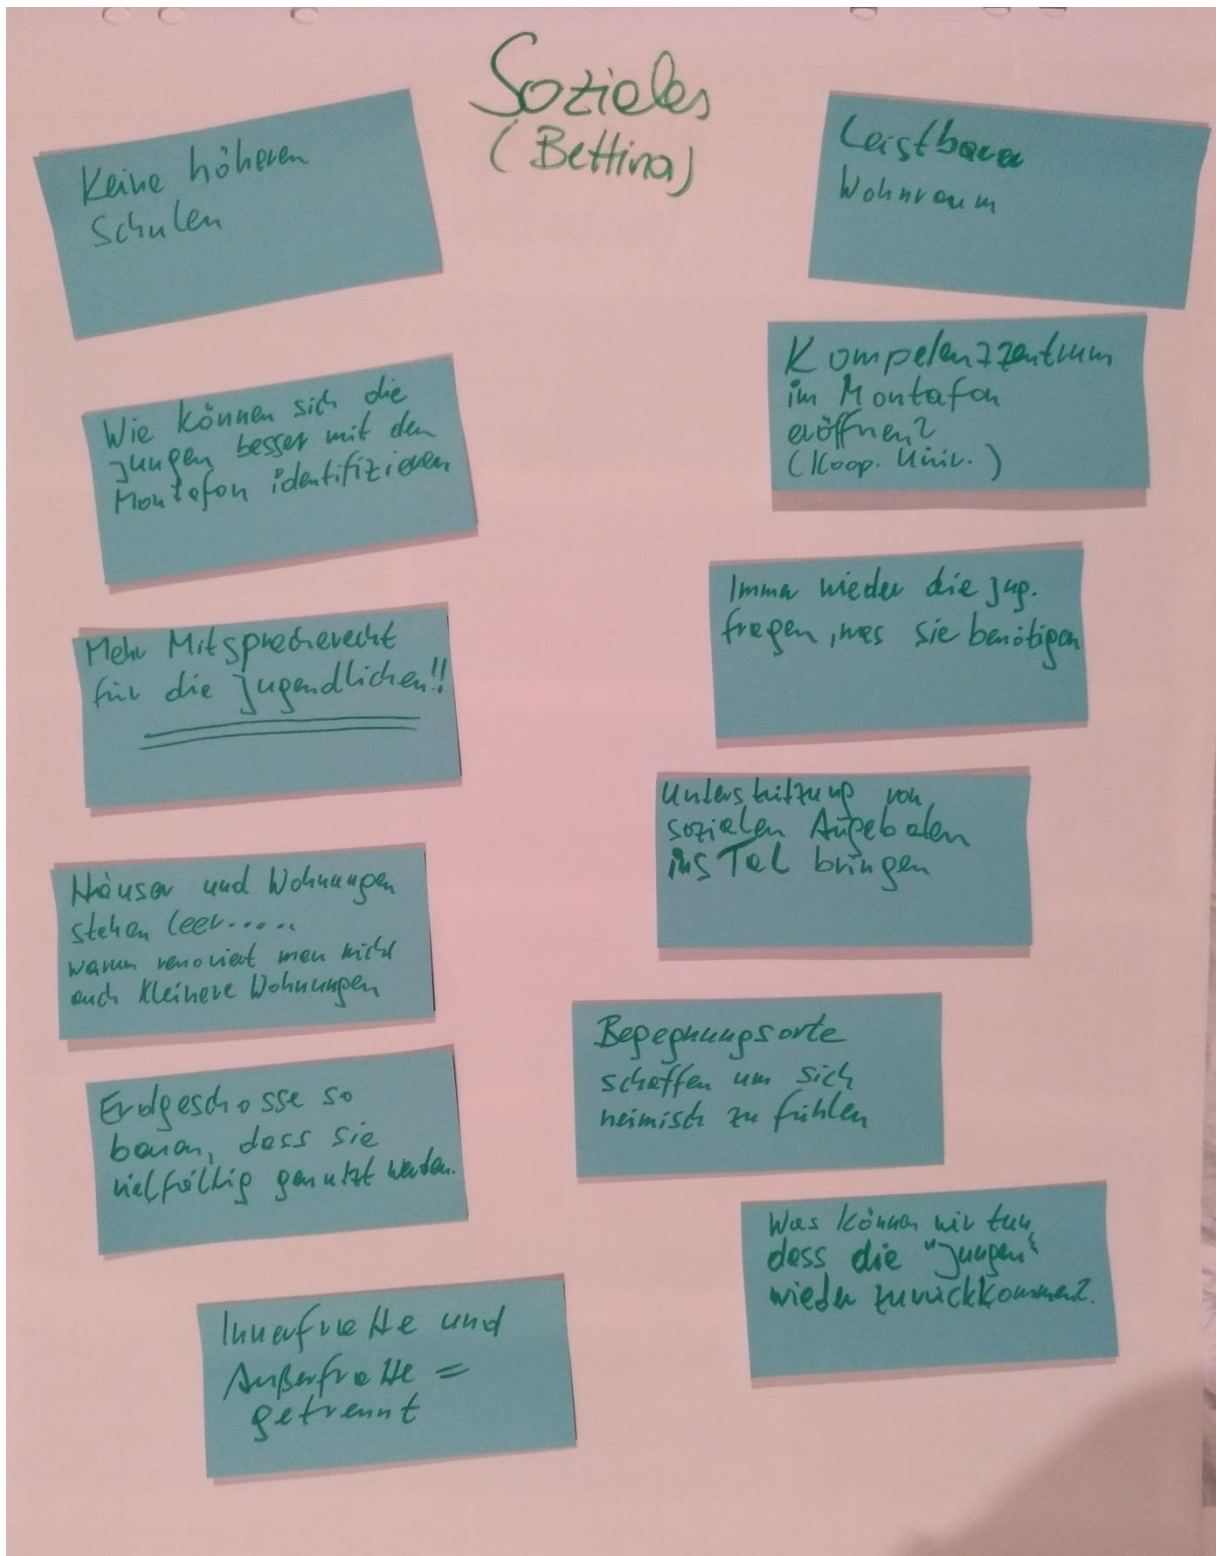 Soziales
(Bettina)
Keine höheren
Schulen
Wie können sich die
Jungen besser mit den
Montafon identifizieren
Mehr Mitspracherecht
für die Jugendlichen!!
Häuser und Wohnungen
stehen leer.....
warum renoviert man nicht
auch kleinere Wohnungen
Erdgeschosse so
bauen, dass sie
vielfältig genutzt werden.
Innerfratte und
Außerfratte =
getrennt
Leistbarer
Wohnraum
Kompetenzzentrum
im Montafon
eröffnen?
(Koop. Univ.)
Immer wieder die Jug.
fragen, was sie benötigen
Unterstützung von
sozialen Angeboten
ins Tal bringen
Begegnungsorte
schaffen um sich
heimisch zu fühlen
Was können wir tun,
dass die "Jungen"
wieder zurückkommen?